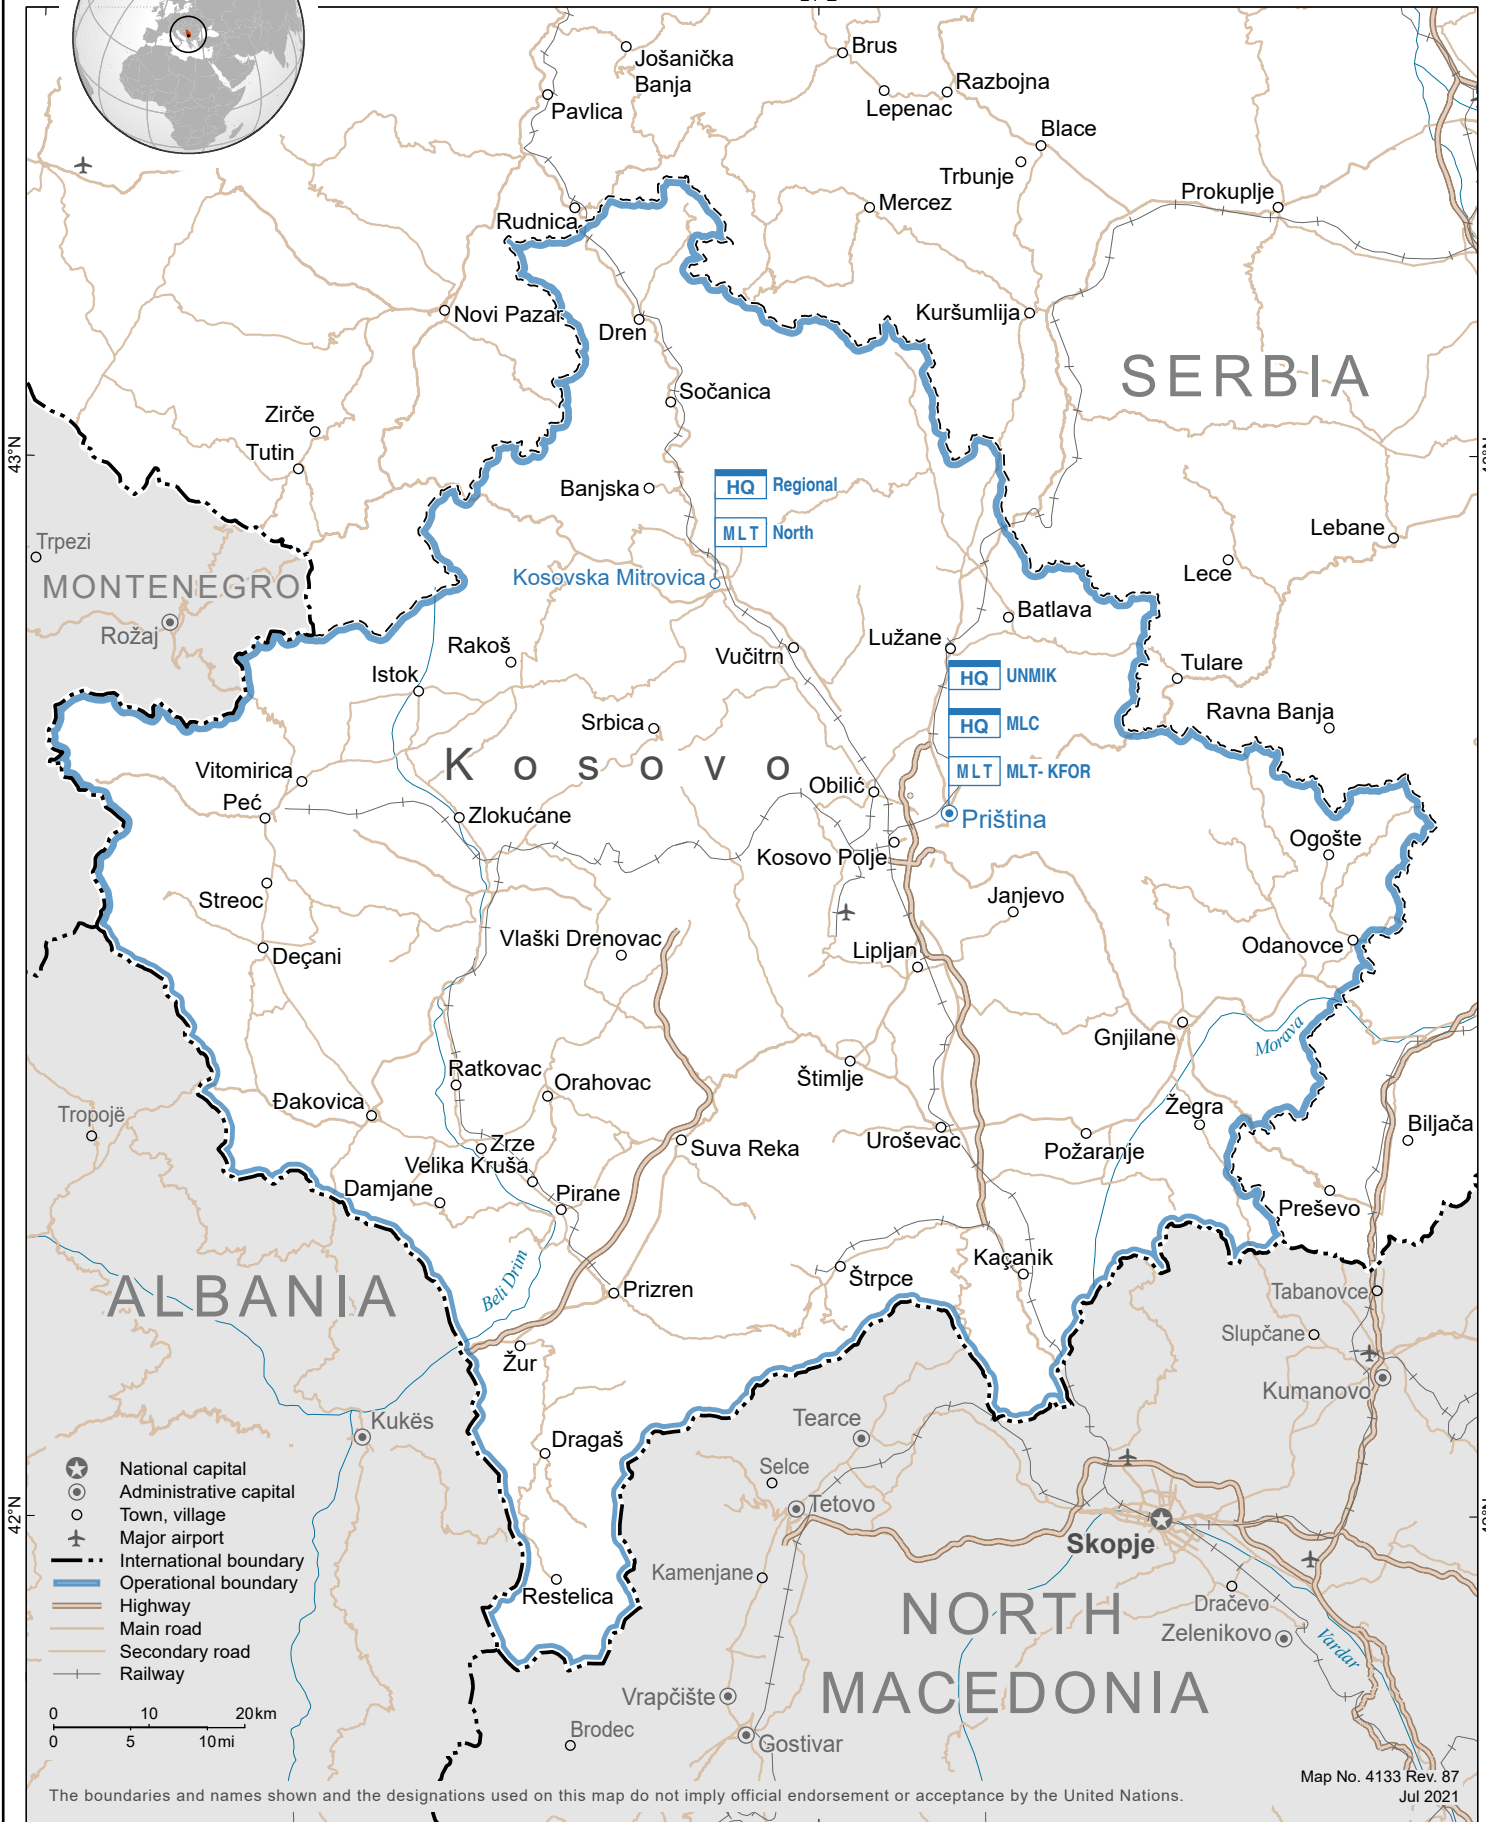 Jošanička
Banja
Brus
Razbojna
Lepenac
Pavlica
Blace
Trbunje
Prokuplje
Mercez
Rudnica
Novi Pazar
Dren
Kuršumlija
SERBIA
Sočanica
Zirče
Tutin
43°N
Banjska
HQ Regional
MLT North
Lebane
Trpezi
MONTENEGRO
Lece
Kosovska Mitrovica
Batlava
Rožaj
Rakoš
Vučitrn
Lužane
Istok
Tulare
HQ UNMIK
Srbica
HQ MLC
Ravna Banja
Kosovo
Vitomirica
MLT MLT-KFOR
Obilić
Peć
Zlokućane
Priština
Ogošte
Kosovo Polje
Streoc
Janjevo
Vlaški Drenovac
Odanovce
Deçani
Lipljan
Gnjilane
Morava
Ratkovac
Orahovac
Štimlje
Đakovica
Tropojë
Žegra
Biljača
Zrze
Suva Reka
Uroševac
Požaranje
Velika Kruša
Damjane
Pirane
Preševo
Kaçanik
Štrpce
Beli Drim
ALBANIA
Prizren
Tabanovce
Slupčane
Žur
Kumanovo
Kukës
Tearce
Dragaš
Selce
Tetovo
42°N
Skopje
Kamenjane
Restelica
Dračevo
NORTH
Zelenikovo
Vardar
MACEDONIA
Vrapčište
Brodec
Gostivar
National capital
Administrative capital
Town, village
Major airport
International boundary
Operational boundary
Highway
Main road
Secondary road
Railway
0 10 20 km
0 5 10 mi
Map No. 4133 Rev. 87
Jul 2021
The boundaries and names shown and the designations used on this map do not imply official endorsement or acceptance by the United Nations.